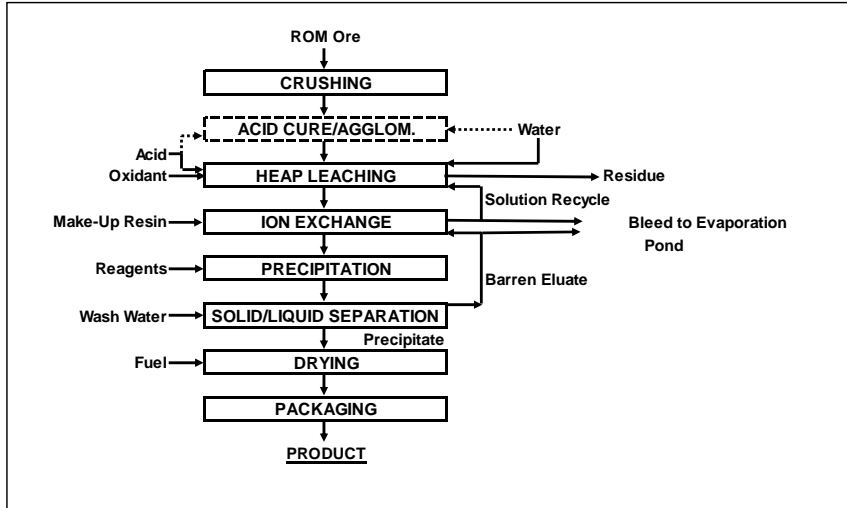 ROM Ore
CRUSHING
ACID CURE/AGGLOM.
Water
Acid
Oxidant
HEAP LEACHING
Residue
Solution Recycle
Make-Up Resin
ION EXCHANGE
Bleed to Evaporation
Pond
Reagents
PRECIPITATION
Barren Eluate
Wash Water
SOLID/LIQUID SEPARATION
Precipitate
Fuel
DRYING
PACKAGING
PRODUCT